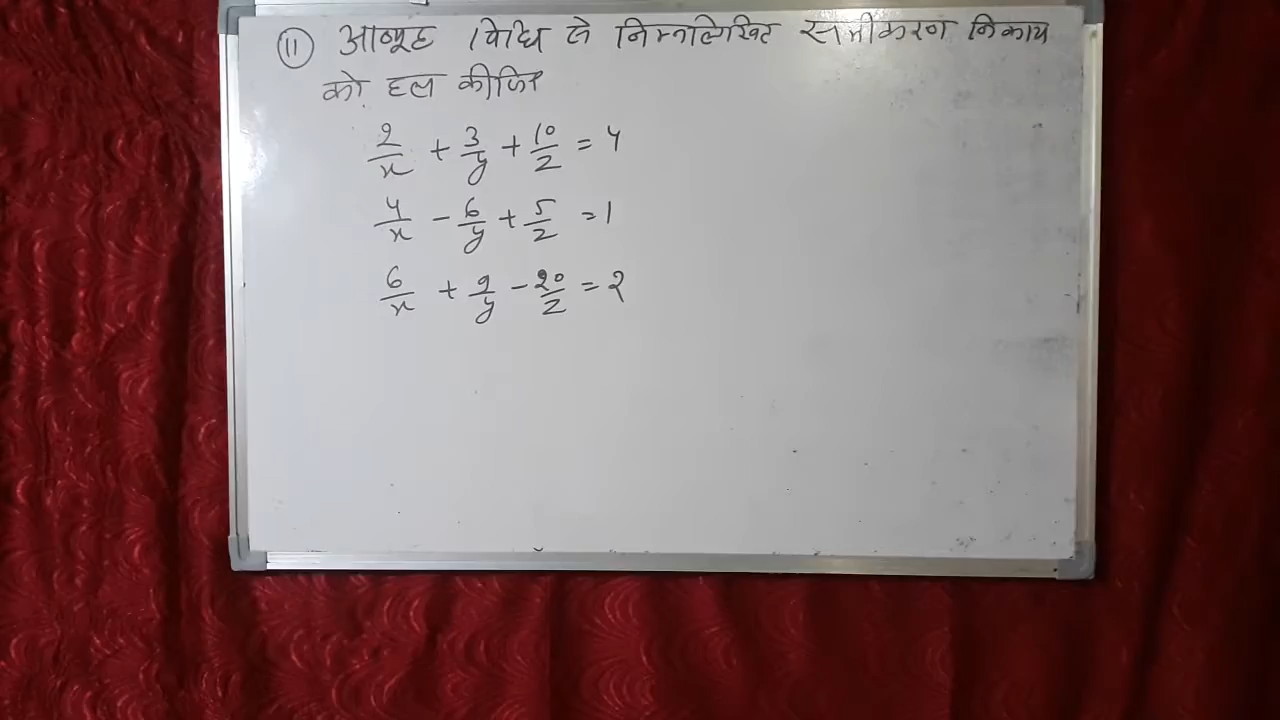 (11) आव्यूह विधि से निम्नलिखित समीकरण निकाय
को हल कीजिए
2/x + 3/y + 10/z = 4
4/x - 6/y + 5/z = 1
6/x + 9/y - 20/z = 2